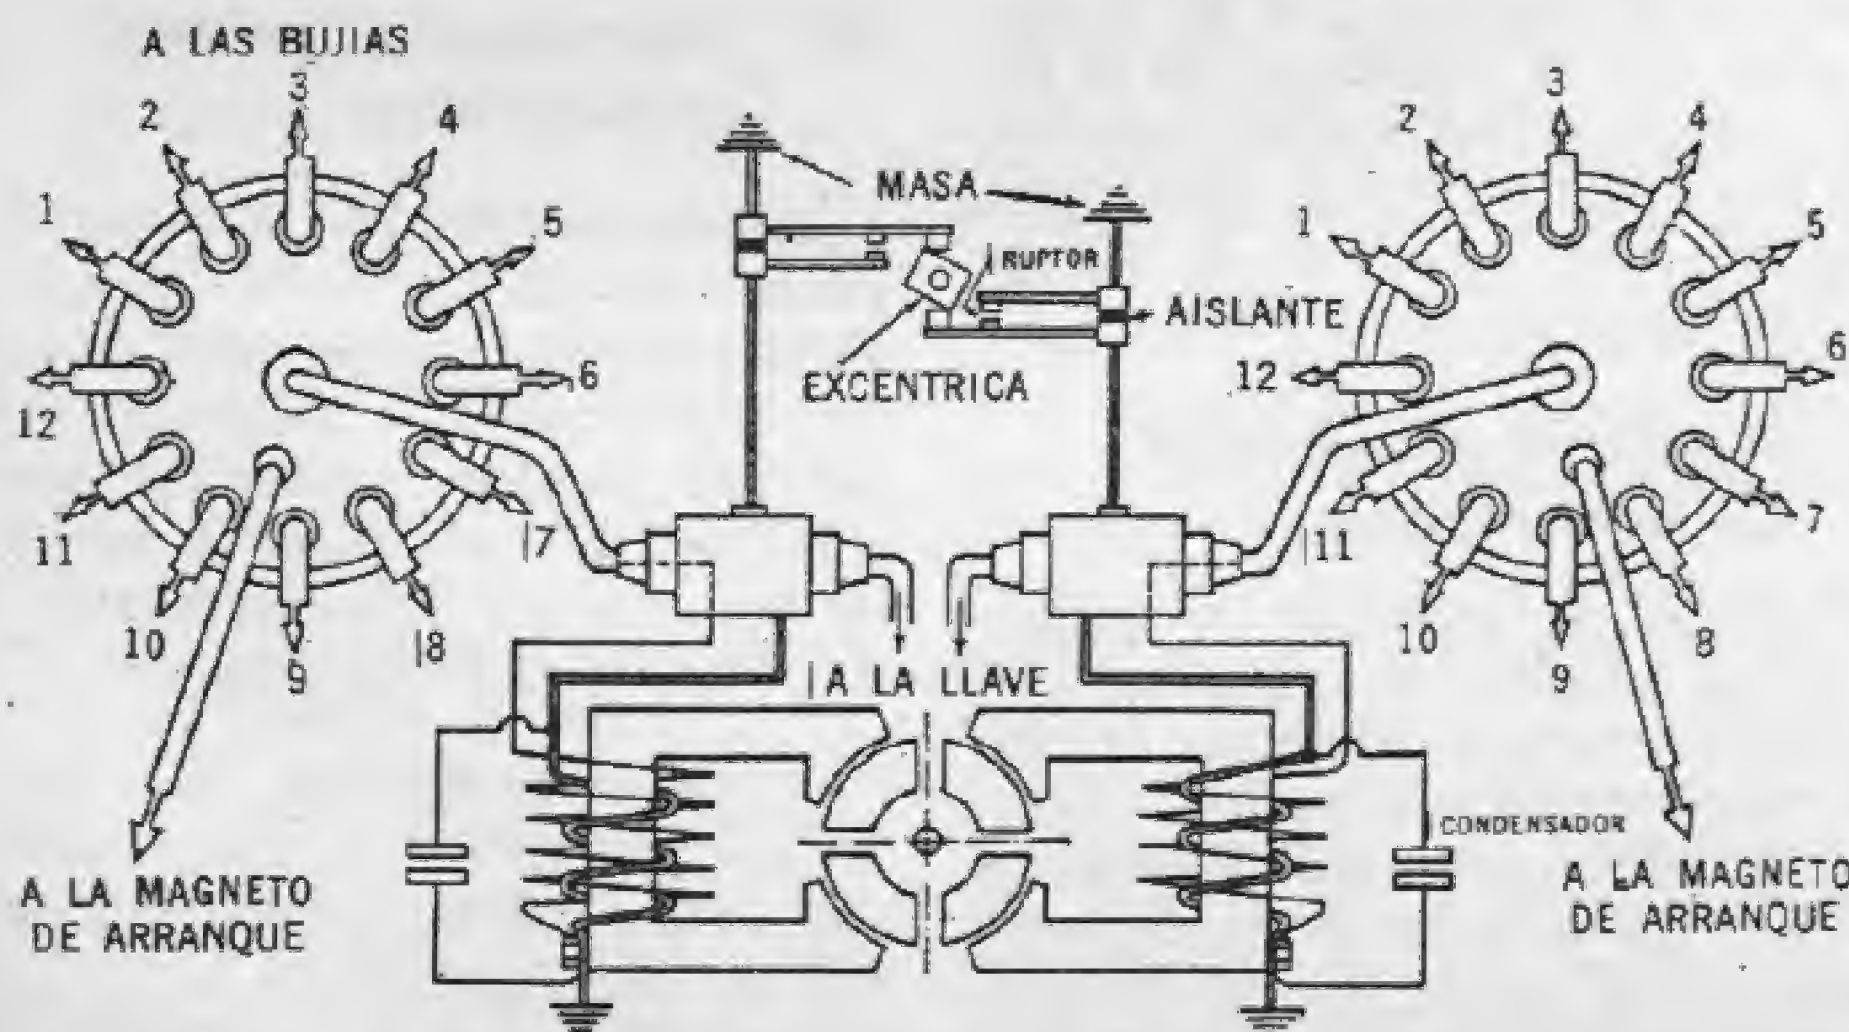 A LAS BUJIAS
3
2
4
1
5
12
6
11
7
10
8
9
MASA
RUPTOR
AISLANTE
EXCENTRICA
3
2
4
1
5
12
6
11
7
10
8
9
A LA LLAVE
CONDENSADOR
A LA MAGNETO
DE ARRANQUE
A LA MAGNETO
DE ARRANQUE